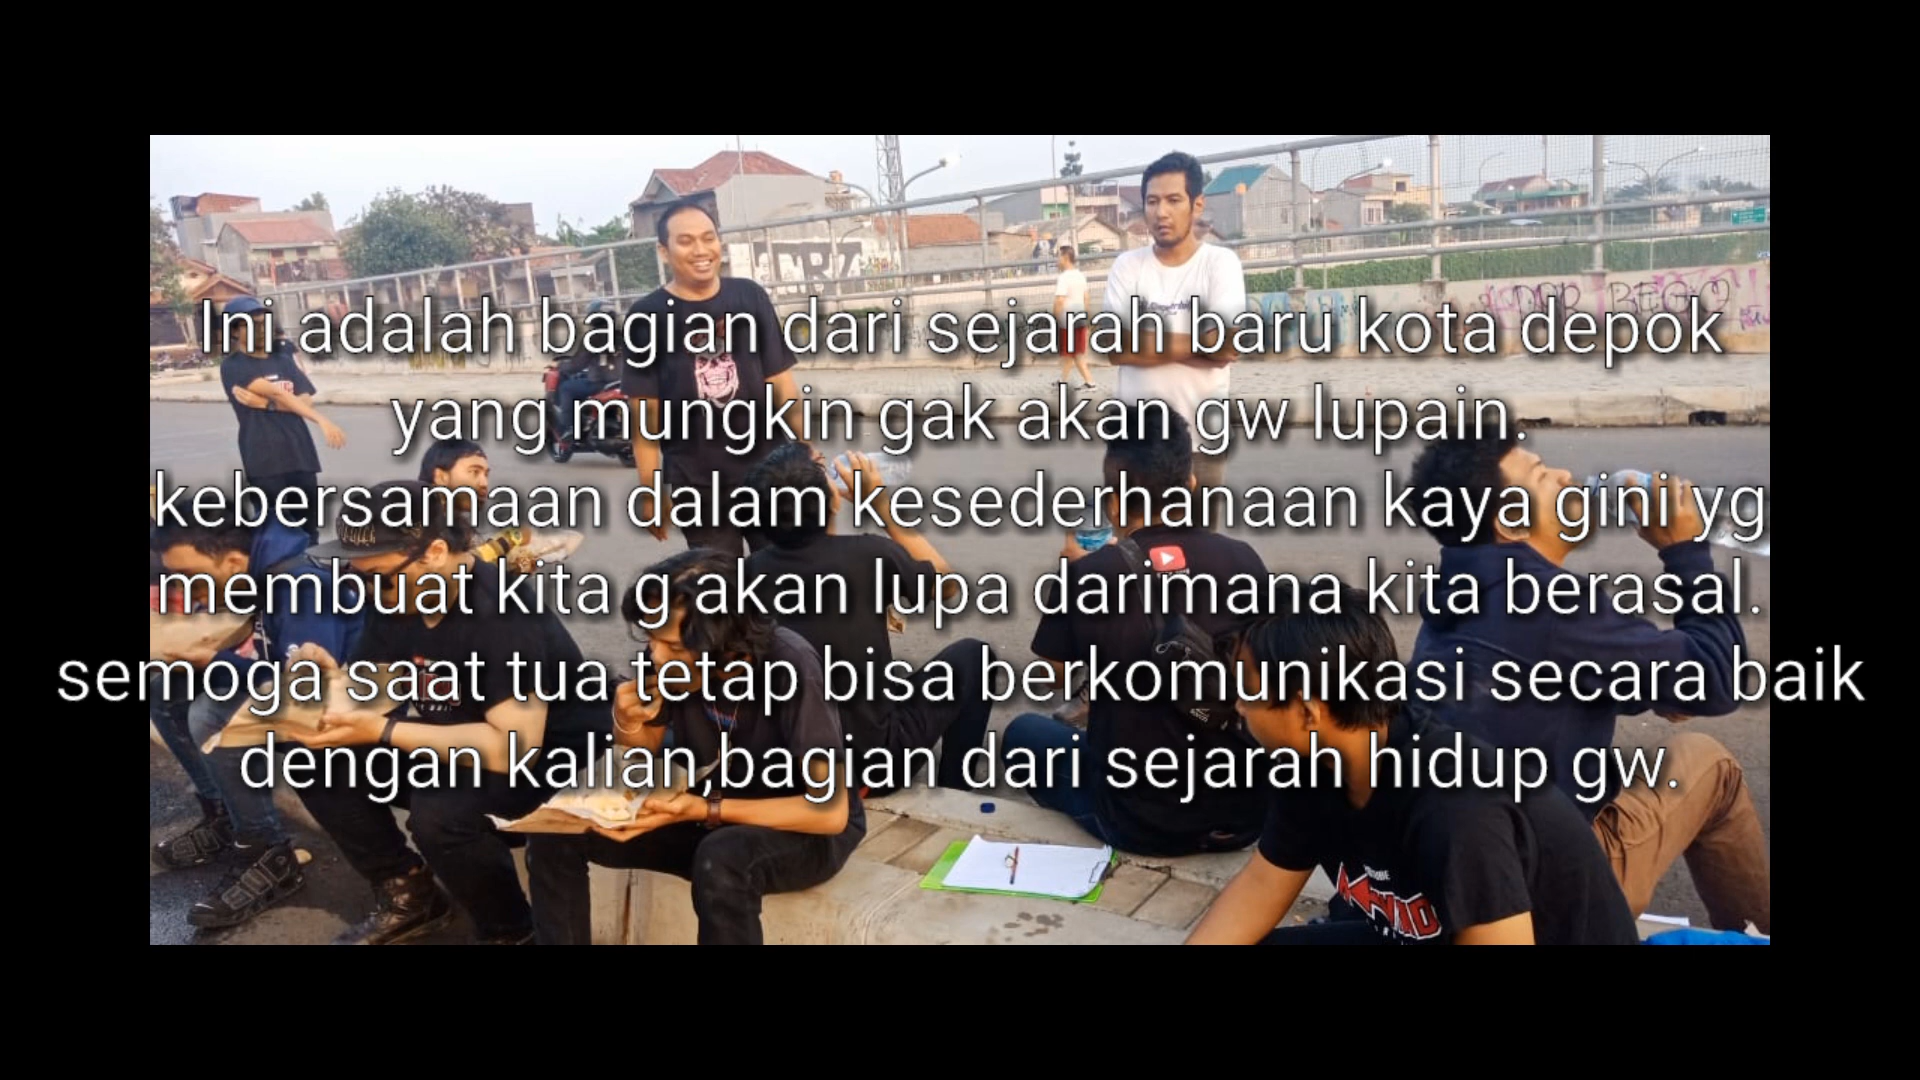 Ini adalah bagian dari sejarah baru kota depok
yang mungkin gak akan gw lupain.
kebersamaan dalam kesederhanaan kaya gini yg
membuat kita g akan lupa darimana kita berasal.
semoga saat tua tetap bisa berkomunikasi secara baik
dengan kalian,bagian dari sejarah hidup gw.